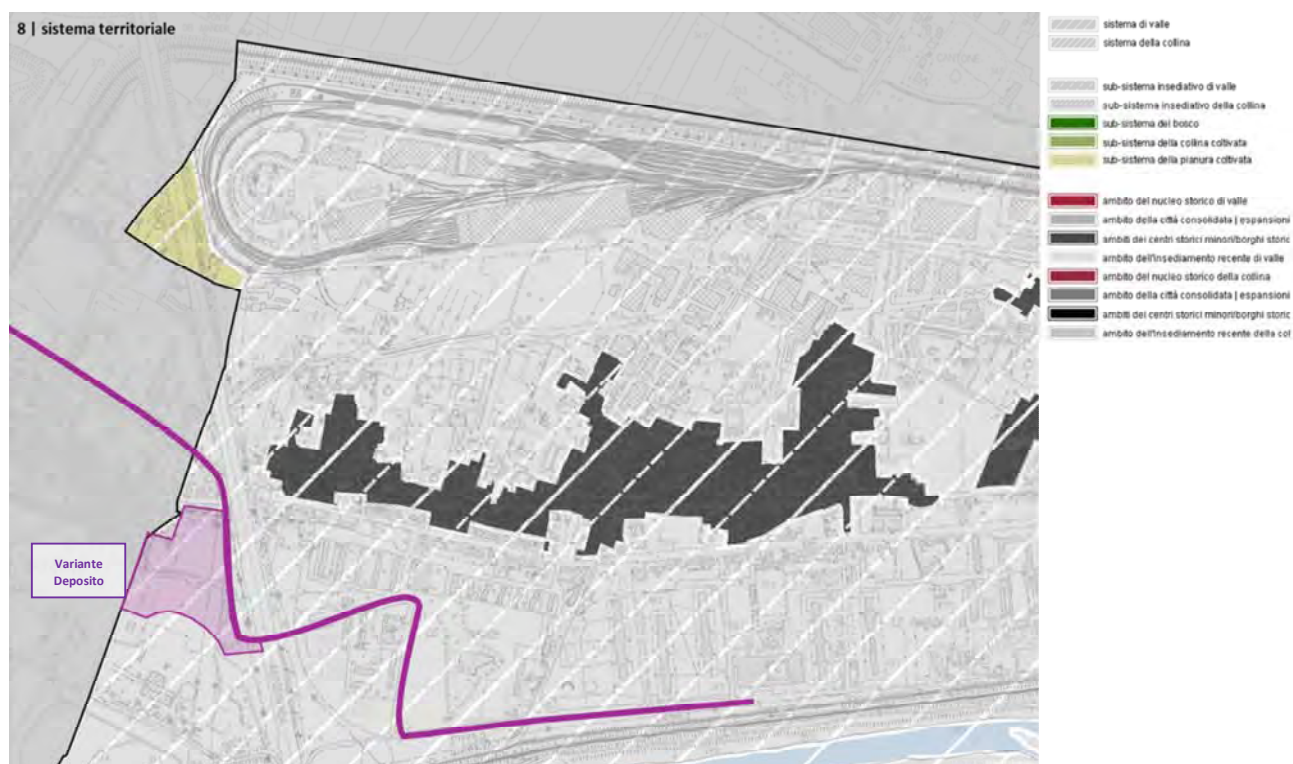 8 | sistema territoriale
sistema di valle
sistema della collina
sub-sistema insediativo di valle
sub-sistema insediativo della collina
sub-sistema del bosco
sub-sistema della collina coltivata
sub-sistema della pianura coltivata
ambito del nucleo storico di valle
ambito della città consolidata | espansioni
ambiti dei centri storici minori/borghi storic
ambito dell'insediamento recente di valle
ambito del nucleo storico della collina
ambito della città consolidata | espansioni
ambiti dei centri storici minori/borghi storic
ambito dell'insediamento recente della col
Variante
Deposito